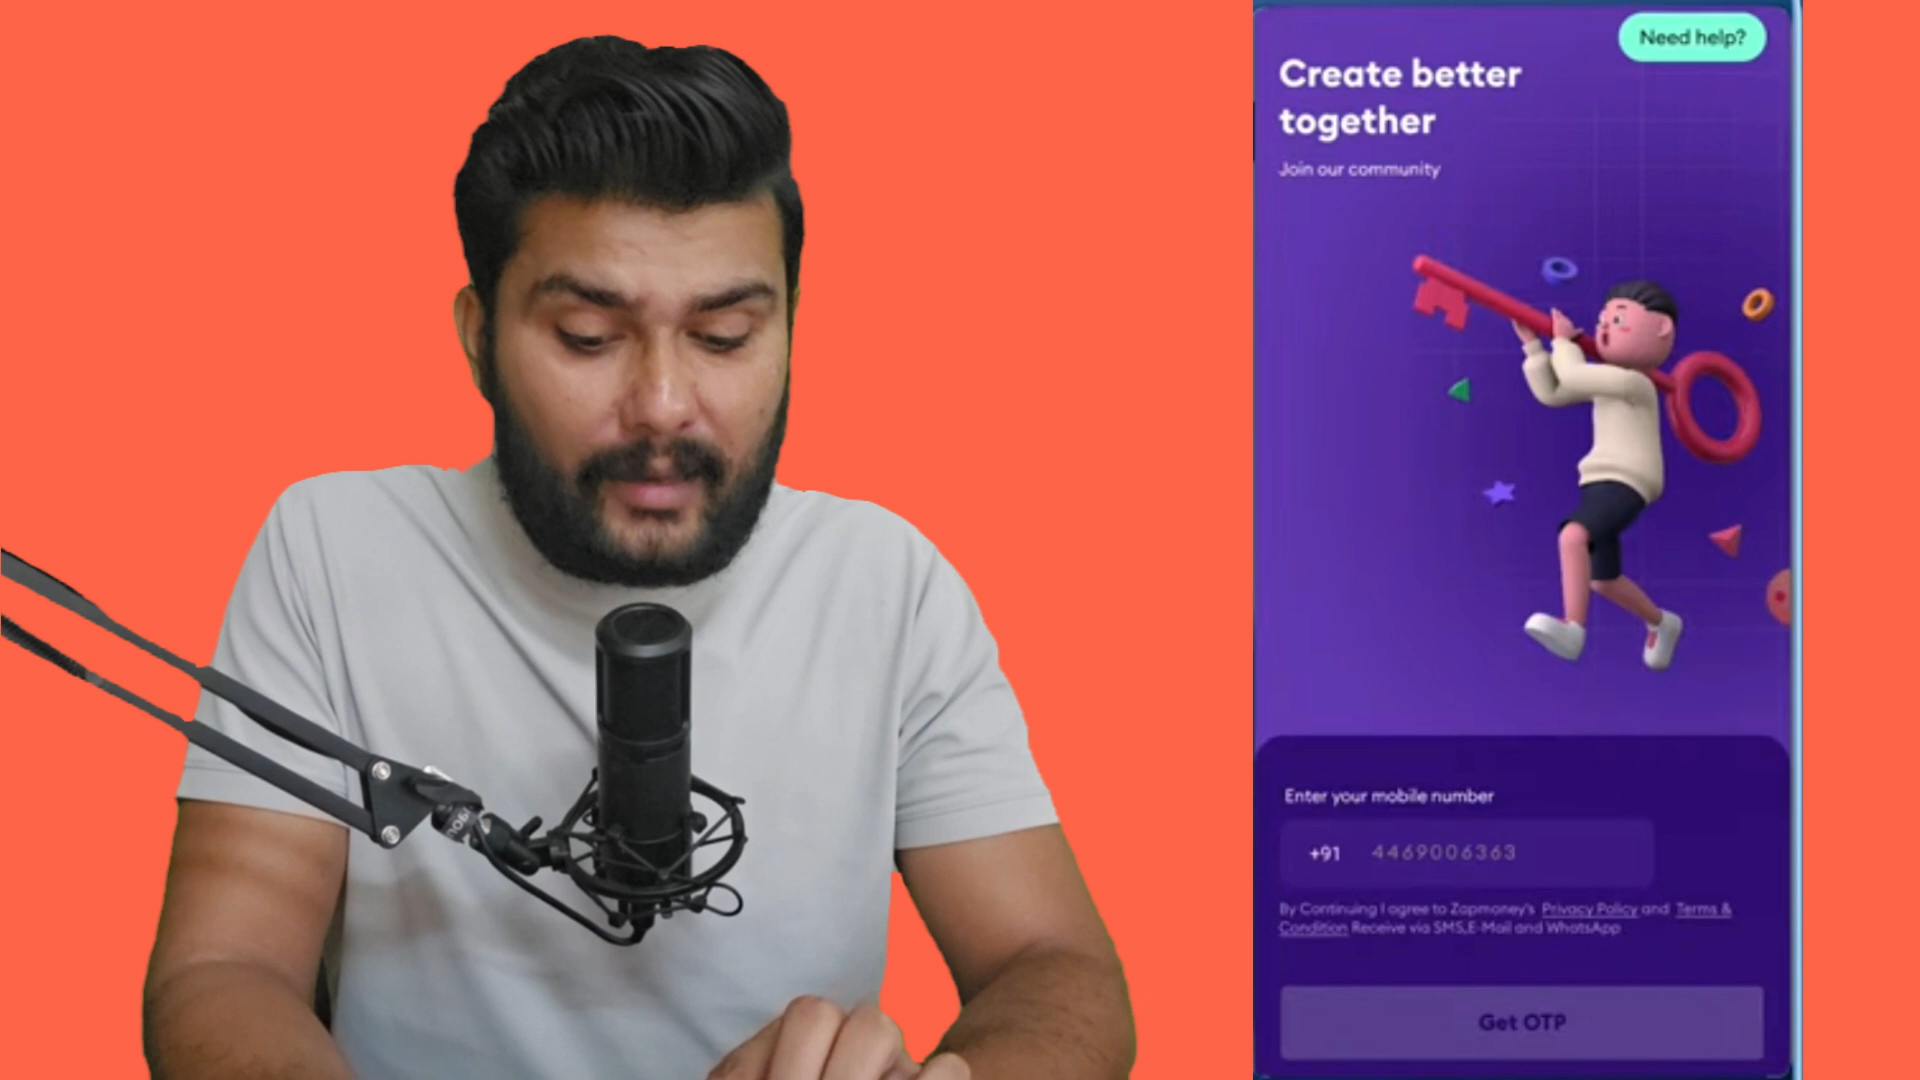 Need help?
Create better
together
Join our community
Enter your mobile number
+91 4469006363
By Continuing I agree to Zapmoney's Privacy Policy and Terms &
Condition Receive via SMS,E-Mail and WhatsApp
Get OTP